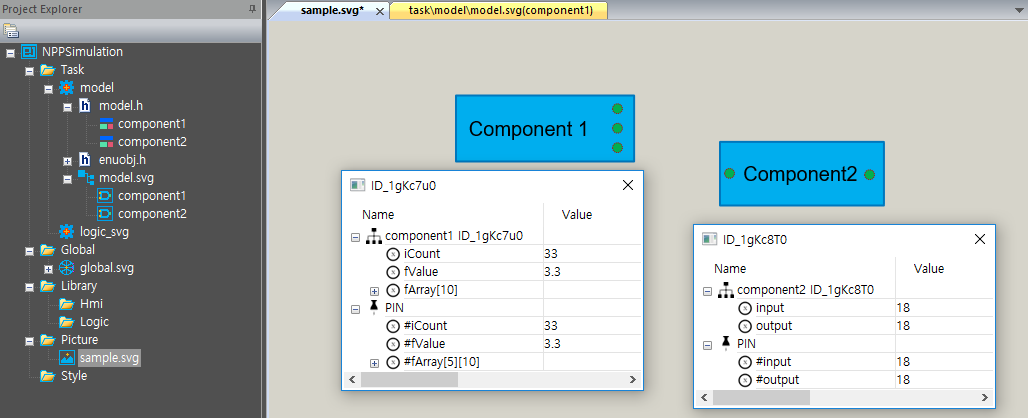 Project Explorer
NPPSimulation
Task
model
model.h
component1
component2
enuobj.h
model.svg
component1
component2
logic_svg
Global
global.svg
Library
Hmi
Logic
Picture
sample.svg
Style
sample.svg*
task\model\model.svg(component1)
Component 1
ID_1gKc7u0
Name Value
component1 ID_1gKc7u0
iCount 33
fValue 3.3
fArray[10]
PIN
#iCount 33
#fValue 3.3
#fArray[5][10]
Component2
ID_1gKc8T0
Name Value
component2 ID_1gKc8T0
input 18
output 18
PIN
#input 18
#output 18